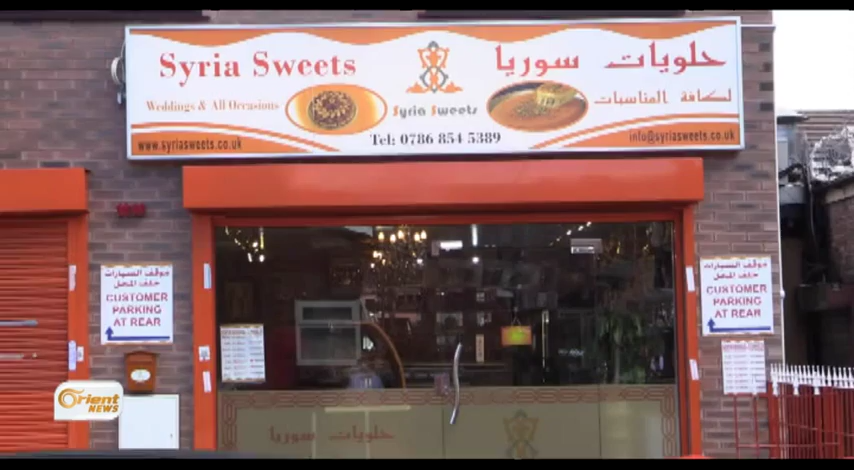 Syria Sweets
حلويات سوريا
Weddings & All Occasions
Syria Sweets
لكافة المناسبات
www.syriasweets.co.uk
Tel: 0786 854 5389
info@syriasweets.co.uk
موقف السيارات
خلف المحل
CUSTOMER
PARKING
AT REAR
موقف السيارات
خلف المحل
CUSTOMER
PARKING
AT REAR
حلويات سوريا
Orient
NEWS